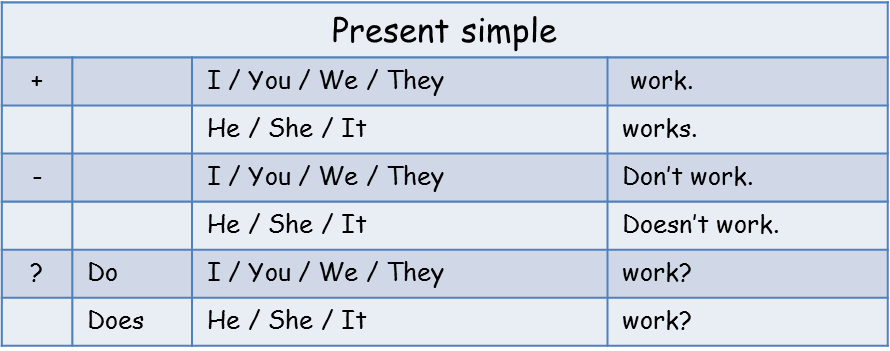 Present simple
+ I / You / We / They work.
He / She / It works.
- I / You / We / They Don't work.
He / She / It Doesn't work.
? Do I / You / We / They work?
Does He / She / It work?